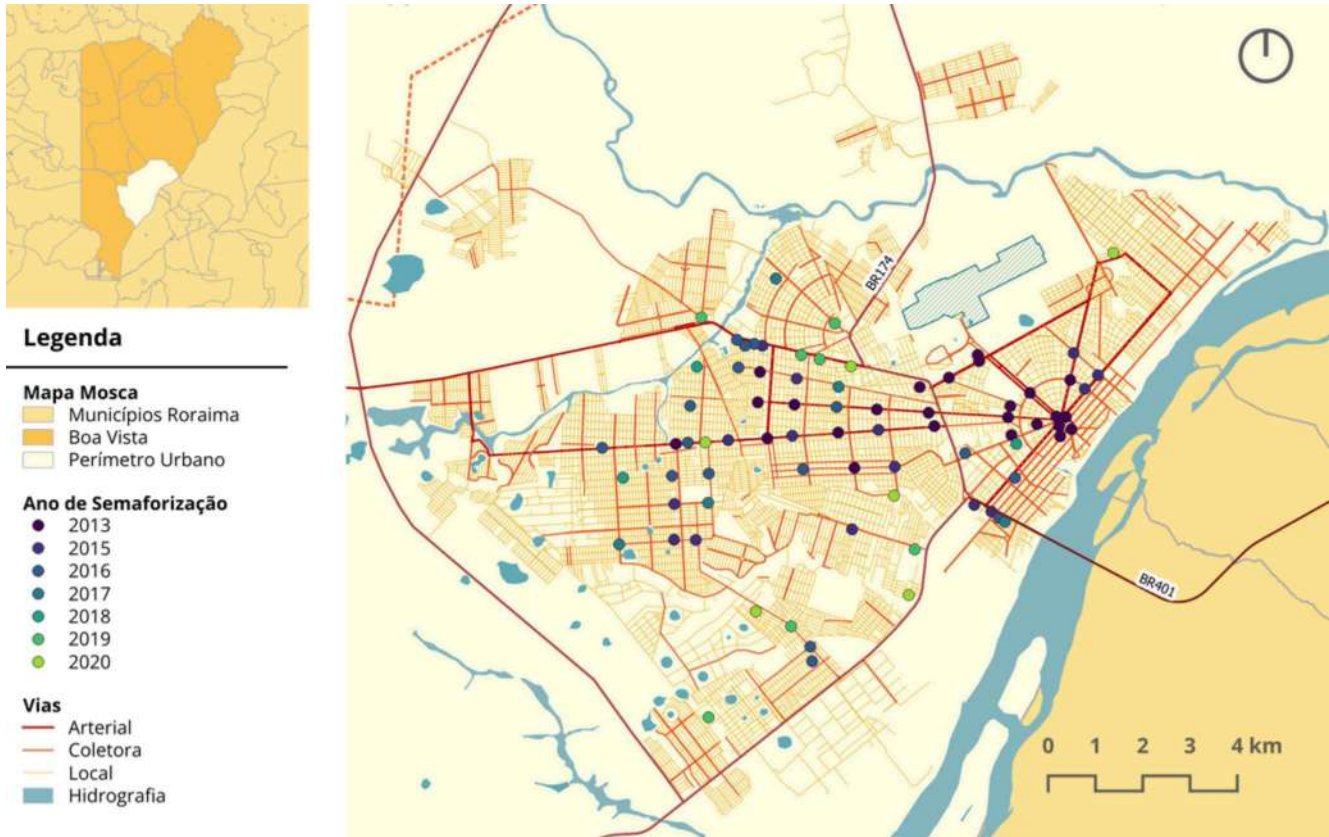 Legenda
Mapa Mosca
Municípios Roraima
Boa Vista
Perímetro Urbano
Ano de Semaforização
2013
2015
2016
2017
2018
2019
2020
Vias
Arterial
Coletora
Local
Hidrografia
BR174
BR401
0 1 2 3 4 km